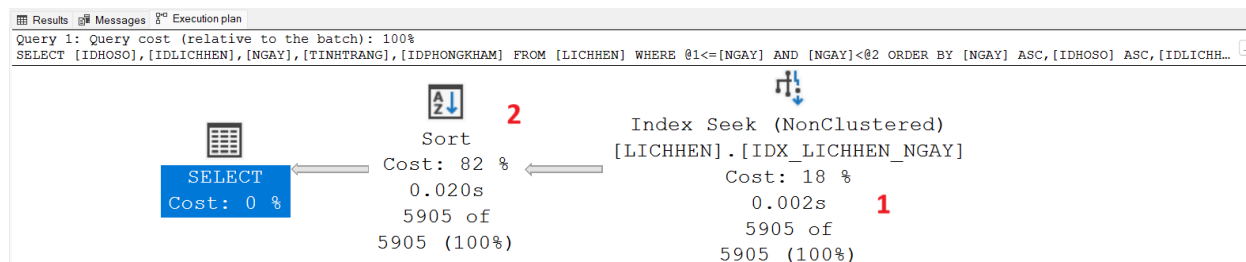 Results Messages Execution plan
Query 1: Query cost (relative to the batch): 100%
SELECT [IDHOSO],[IDLICHHEN],[NGAY],[TINHTRANG],[IDPHONGKHAM] FROM [LICHHEN] WHERE @1<=[NGAY] AND [NGAY]<@2 ORDER BY [NGAY] ASC,[IDHOSO] ASC,[IDLICHH…
SELECT
Cost: 0 %
2
Sort
Cost: 82 %
0.020s
5905 of
5905 (100%)
Index Seek (NonClustered)
[LICHHEN].[IDX_LICHHEN_NGAY]
Cost: 18 %
0.002s
1
5905 of
5905 (100%)